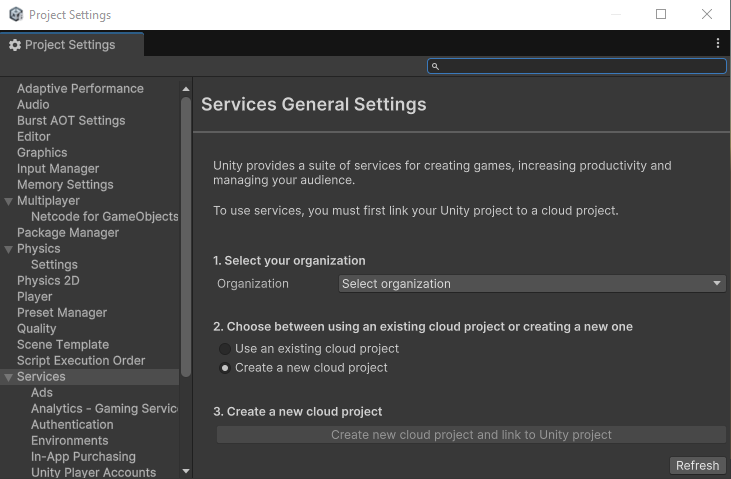 Project Settings
Project Settings
Adaptive Performance
Audio
Burst AOT Settings
Editor
Graphics
Input Manager
Memory Settings
Multiplayer
Netcode for GameObjects
Package Manager
Physics
Settings
Physics 2D
Player
Preset Manager
Quality
Scene Template
Script Execution Order
Services
Ads
Analytics - Gaming Servic
Authentication
Environments
In-App Purchasing
Unity Player Accounts
Services General Settings
Unity provides a suite of services for creating games, increasing productivity and
managing your audience.
To use services, you must first link your Unity project to a cloud project.
1. Select your organization
Organization Select organization
2. Choose between using an existing cloud project or creating a new one
Use an existing cloud project
Create a new cloud project
3. Create a new cloud project
Create new cloud project and link to Unity project
Refresh